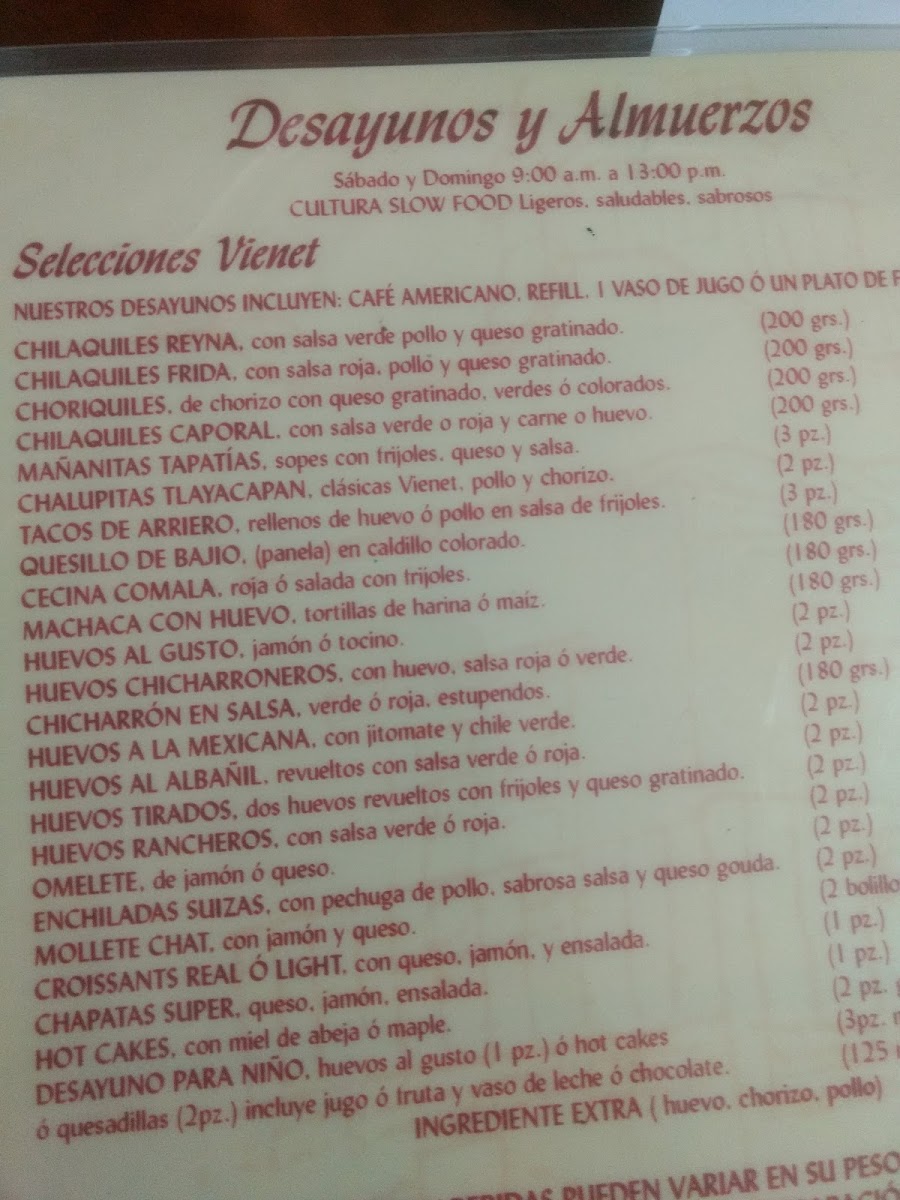 Desayunos y Almuerzos
Sábado y Domingo 9:00 a.m. a 13:00 p.m.
CULTURA SLOW FOOD Ligeros, saludables, sabrosos
Selecciones Vienet
NUESTROS DESAYUNOS INCLUYEN: CAFÉ AMERICANO, REFILL, 1 VASO DE JUGO Ó UN PLATO DE F
CHILAQUILES REYNA, con salsa verde pollo y queso gratinado. (200 grs.)
CHILAQUILES FRIDA, con salsa roja, pollo y queso gratinado. (200 grs.)
CHORIQUILES, de chorizo con queso gratinado, verdes ó colorados. (200 grs.)
CHILAQUILES CAPORAL, con salsa verde o roja y carne o huevo. (200 grs.)
MAÑANITAS TAPATÍAS, sopes con frijoles, queso y salsa. (3 pz.)
CHALUPITAS TLAYACAPAN, clásicas Vienet, pollo y chorizo. (2 pz.)
TACOS DE ARRIERO, rellenos de huevo ó pollo en salsa de frijoles. (3 pz.)
QUESILLO DE BAJIO, (panela) en caldillo colorado. (180 grs.)
CECINA COMALA, roja ó salada con frijoles. (180 grs.)
MACHACA CON HUEVO, tortillas de harina ó maíz. (180 grs.)
HUEVOS AL GUSTO, jamón ó tocino. (2 pz.)
HUEVOS CHICHARRONEROS, con huevo, salsa roja ó verde. (2 pz.)
CHICHARRÓN EN SALSA, verde ó roja, estupendos. (180 grs.)
HUEVOS A LA MEXICANA, con jitomate y chile verde. (2 pz.)
HUEVOS AL ALBAÑIL, revueltos con salsa verde ó roja. (2 pz.)
HUEVOS TIRADOS, dos huevos revueltos con frijoles y queso gratinado. (2 pz.)
HUEVOS RANCHEROS, con salsa verde ó roja. (2 pz.)
OMELETE, de jamón ó queso. (2 pz.)
ENCHILADAS SUIZAS, con pechuga de pollo, sabrosa salsa y queso gouda. (2 pz.)
MOLLETE CHAT, con jamón y queso. (2 bolillo
CROISSANTS REAL Ó LIGHT, con queso, jamón, y ensalada. (1 pz.)
CHAPATAS SUPER, queso, jamón, ensalada. (1 pz.)
HOT CAKES, con miel de abeja ó maple. (2 pz.
DESAYUNO PARA NIÑO, huevos al gusto (1 pz.) ó hot cakes (3pz.
ó quesadillas (2pz.) incluye jugo ó fruta y vaso de leche ó chocolate. (125
INGREDIENTE EXTRA ( huevo, chorizo, pollo)
PUEDEN VARIAR EN SU PESO